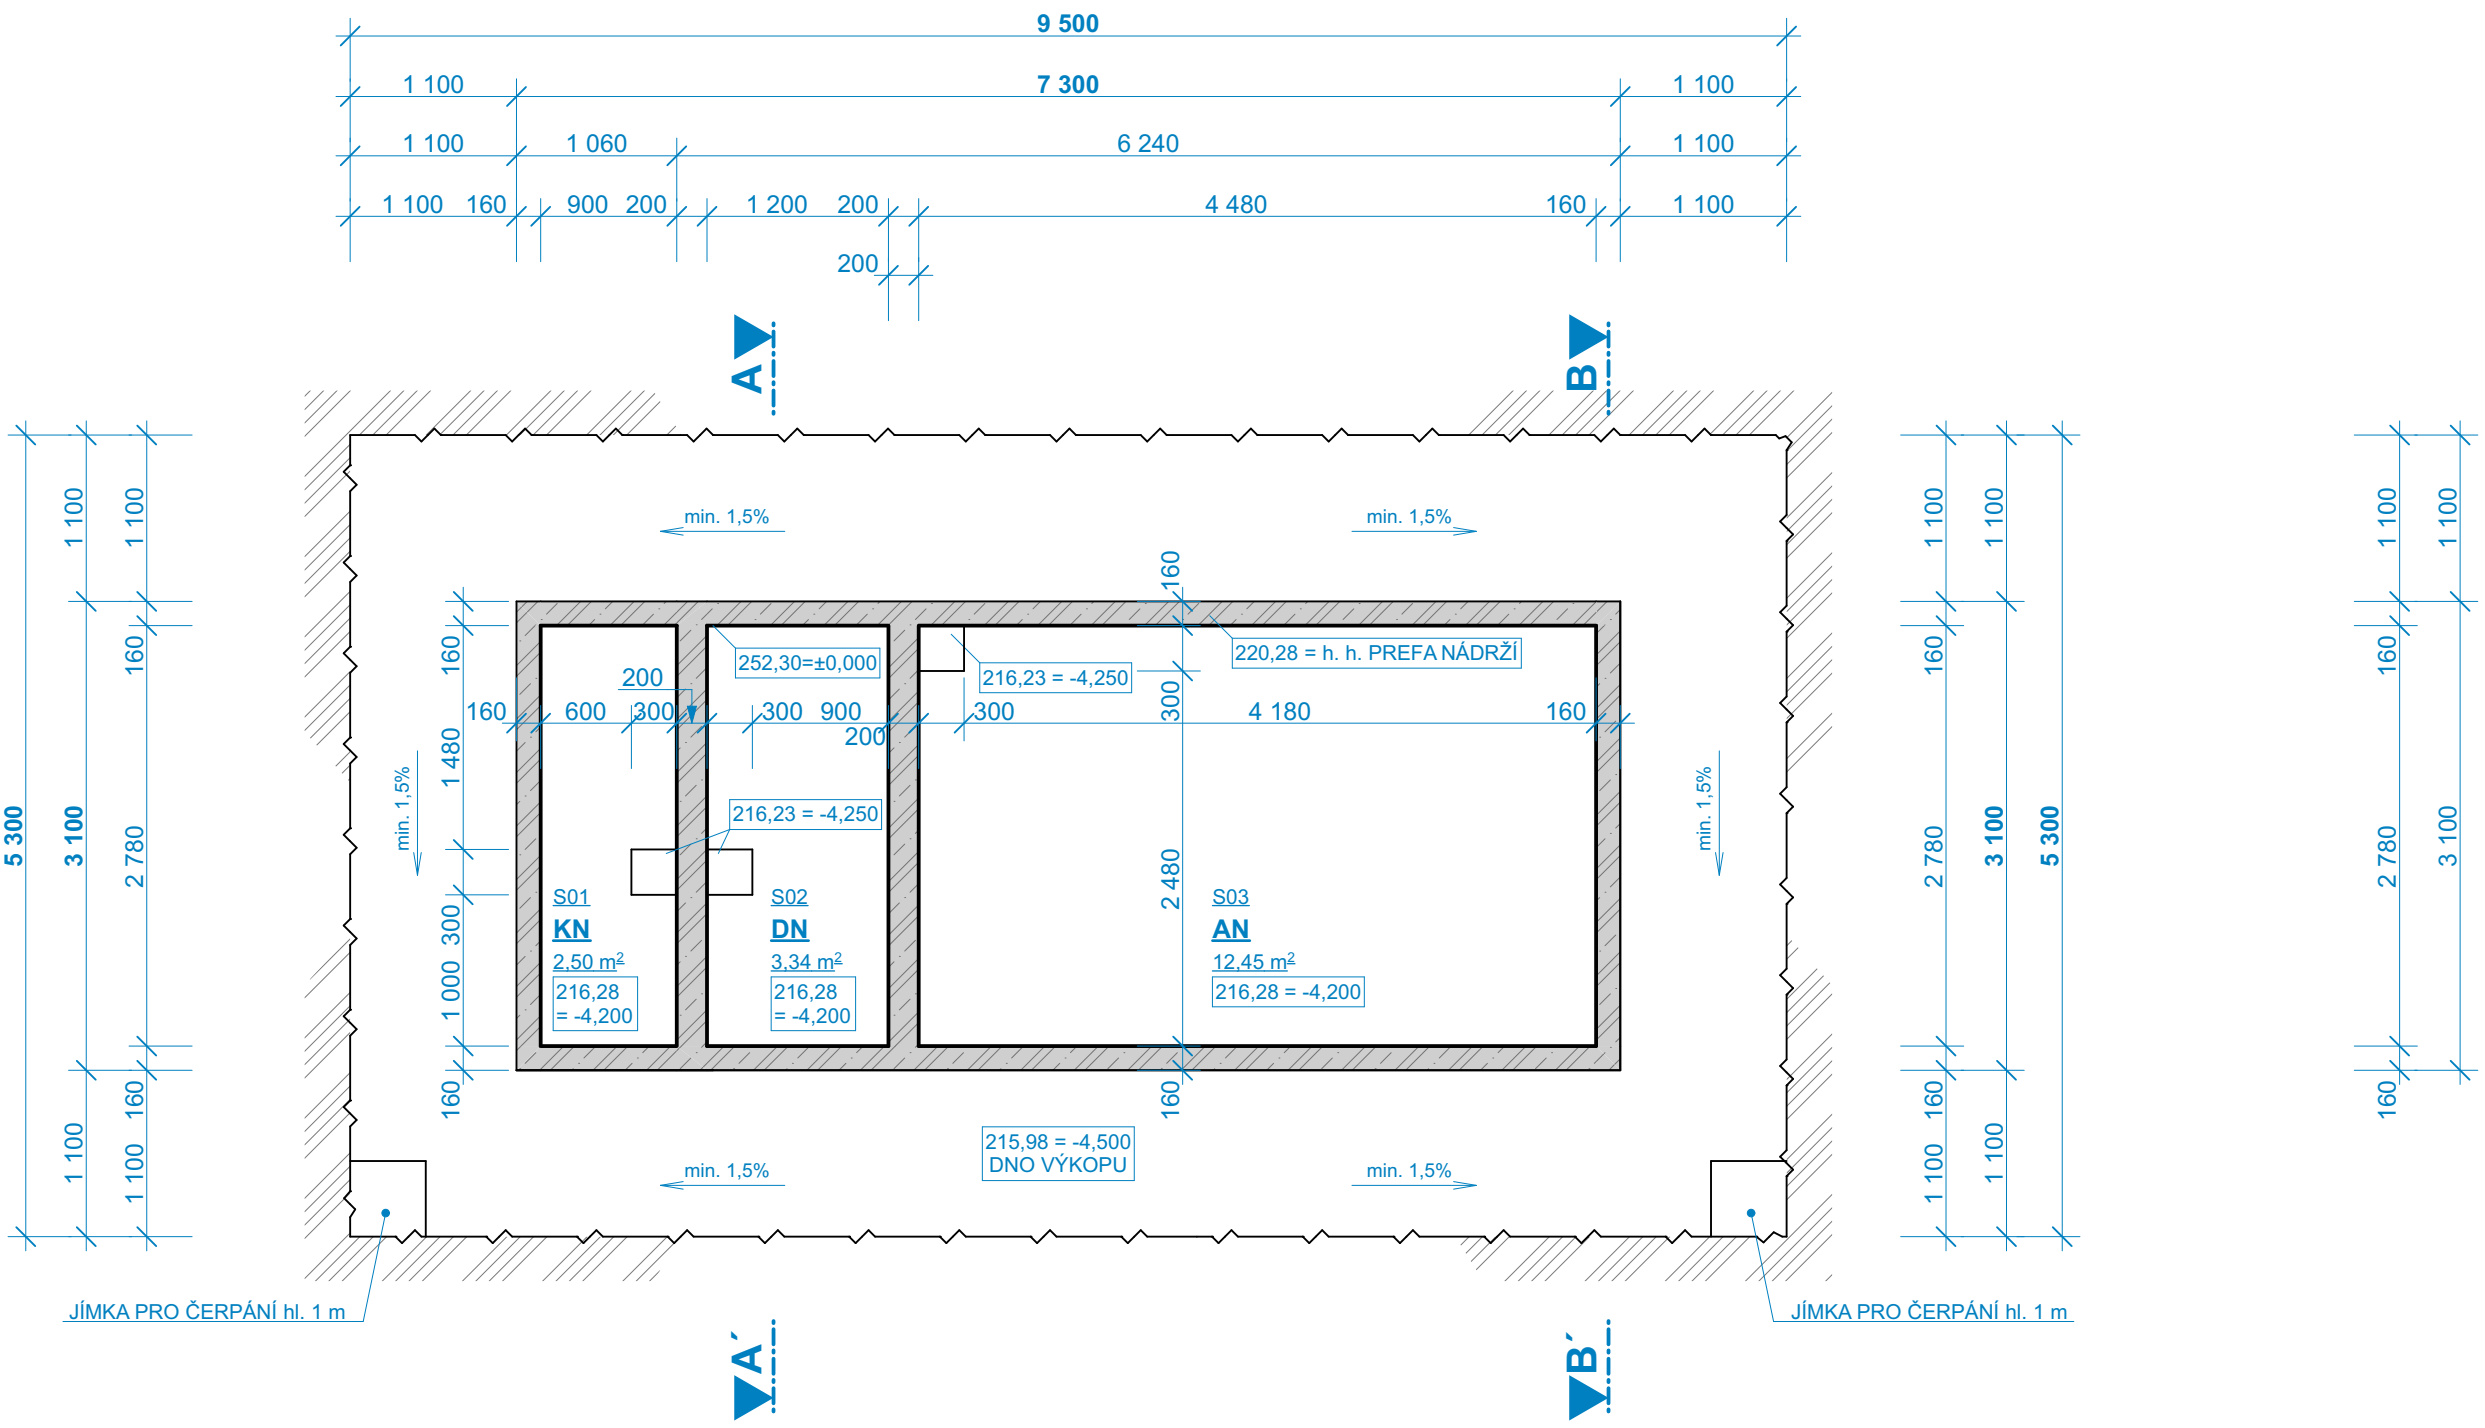 9 500
1 100 7 300 1 100
1 100 1 060 6 240 1 100
1 100 160 900 200 1 200 200 4 480 160 1 100
200
A B
min. 1,5% min. 1,5%
5 300
3 100
1 100
1 100
1 100
160
2 780
160
1 100
160
1 480
300
1 000
160
min. 1,5%
252,30=±0,000
220,28 = h. h. PREFA NÁDRŽÍ
216,23 = -4,250
200
160 600 300 300 900 300 4 180 160
200
160
300
2 480
160
216,23 = -4,250
S01
KN
2,50 m²
216,28
= -4,200
S02
DN
3,34 m²
216,28
= -4,200
S03
AN
12,45 m²
216,28 = -4,200
min. 1,5%
215,98 = -4,500
DNO VÝKOPU
min. 1,5% min. 1,5%
1 100
160
2 780
160
1 100
1 100
3 100
1 100
5 300
1 100
160
2 780
160
1 100
3 100
JÍMKA PRO ČERPÁNÍ hl. 1 m
JÍMKA PRO ČERPÁNÍ hl. 1 m
A´ B´